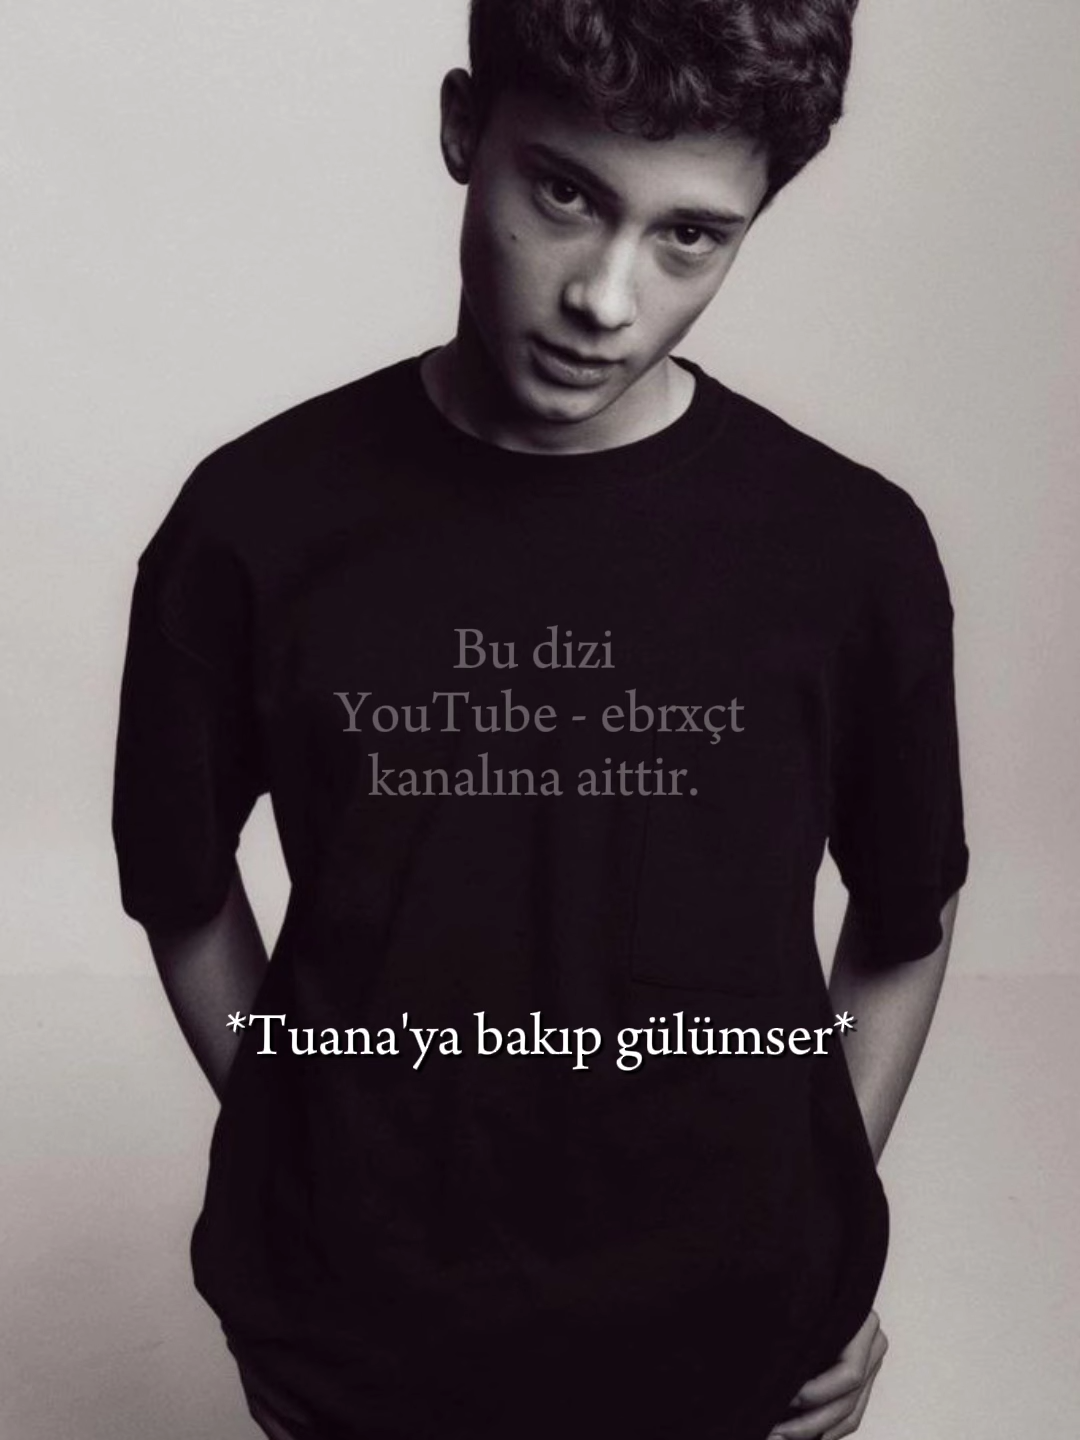 Bu dizi
YouTube - ebrxçt
kanalına aittir.
*Tuana'ya bakıp gülümser*